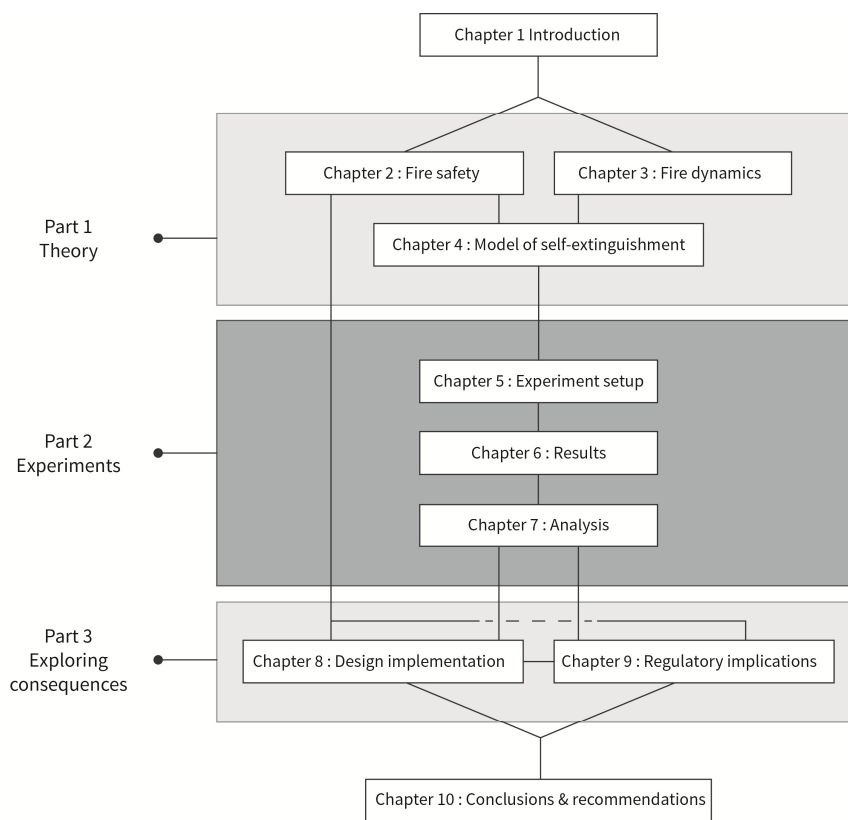 Chapter 1 Introduction
Chapter 2 : Fire safety
Chapter 3 : Fire dynamics
Part 1
Theory
Chapter 4 : Model of self-extinguishment
Chapter 5 : Experiment setup
Part 2
Experiments
Chapter 6 : Results
Chapter 7 : Analysis
Part 3
Exploring
consequences
Chapter 8 : Design implementation
Chapter 9 : Regulatory implications
Chapter 10 : Conclusions & recommendations